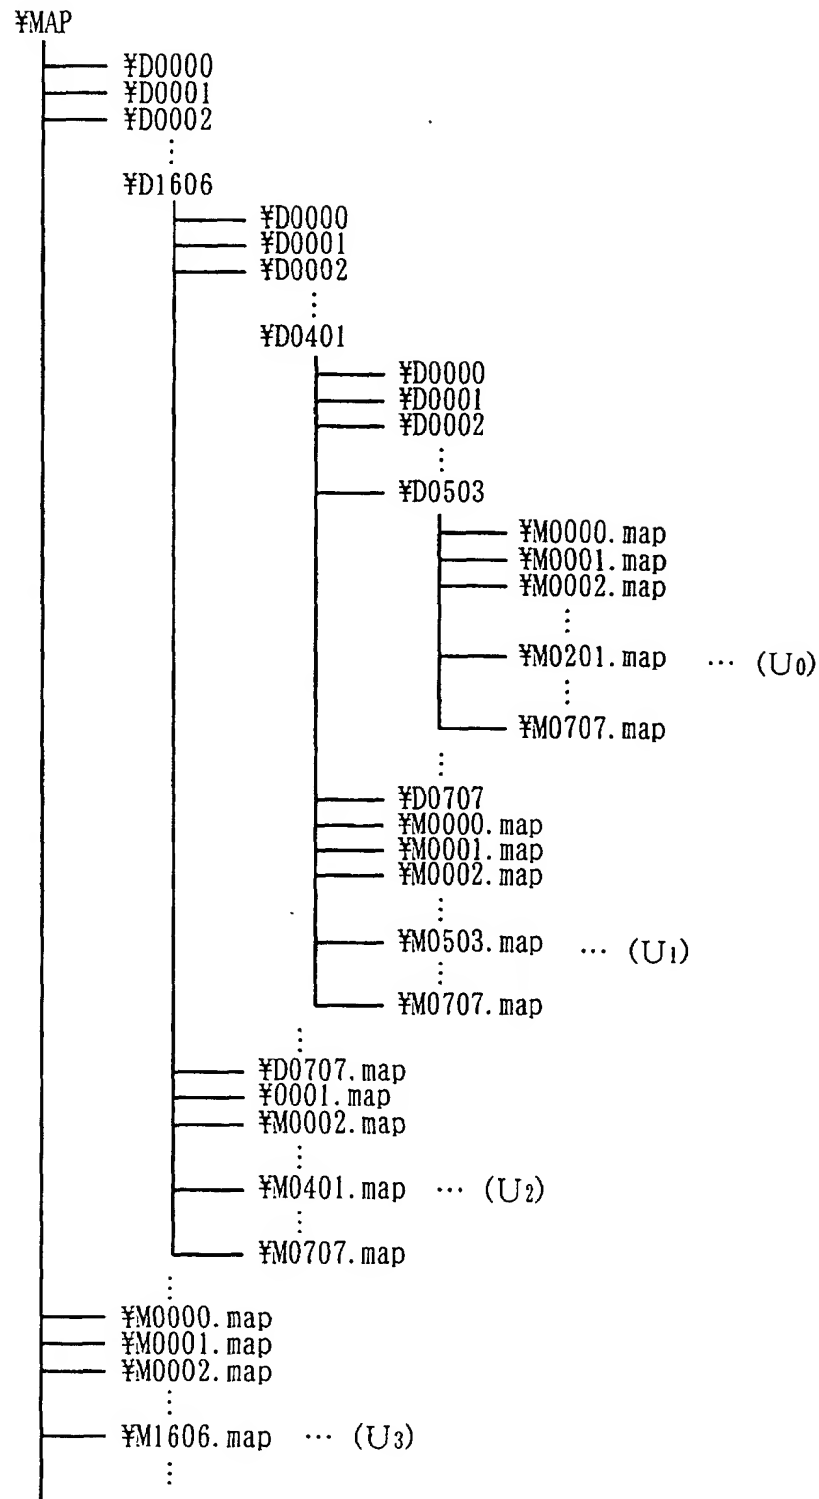 ¥MAP
¥D0000
¥D0001
¥D0002
⋮
¥D1606
¥D0000
¥D0001
¥D0002
⋮
¥D0401
¥D0000
¥D0001
¥D0002
⋮
¥D0503
¥M0000.map
¥M0001.map
¥M0002.map
⋮
¥M0201.map … (U0)
⋮
¥M0707.map
⋮
¥D0707
¥M0000.map
¥M0001.map
¥M0002.map
⋮
¥M0503.map … (U1)
⋮
¥M0707.map
⋮
¥D0707.map
¥0001.map
¥M0002.map
⋮
¥M0401.map … (U2)
⋮
¥M0707.map
⋮
¥M0000.map
¥M0001.map
¥M0002.map
⋮
¥M1606.map … (U3)
⋮